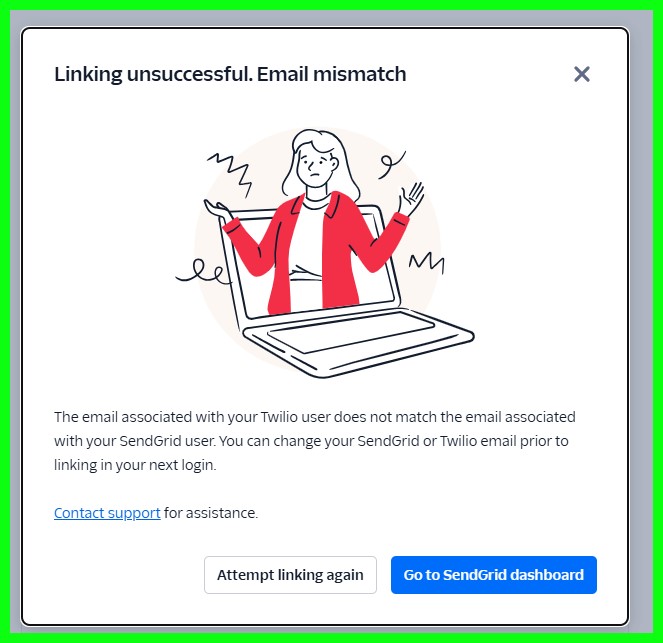 Linking unsuccessful. Email mismatch
The email associated with your Twilio user does not match the email associated
with your SendGrid user. You can change your SendGrid or Twilio email prior to
linking in your next login.
Contact support for assistance.
Attempt linking again
Go to SendGrid dashboard